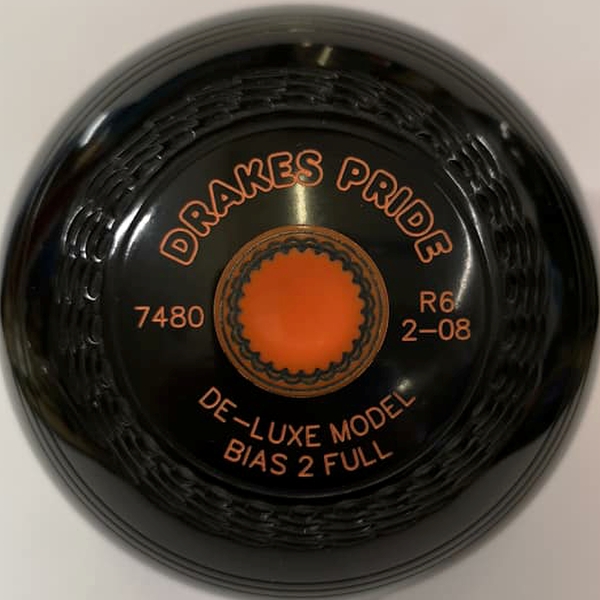 DRAKES PRIDE
7480
R6
2-08
DE-LUXE MODEL
BIAS 2 FULL